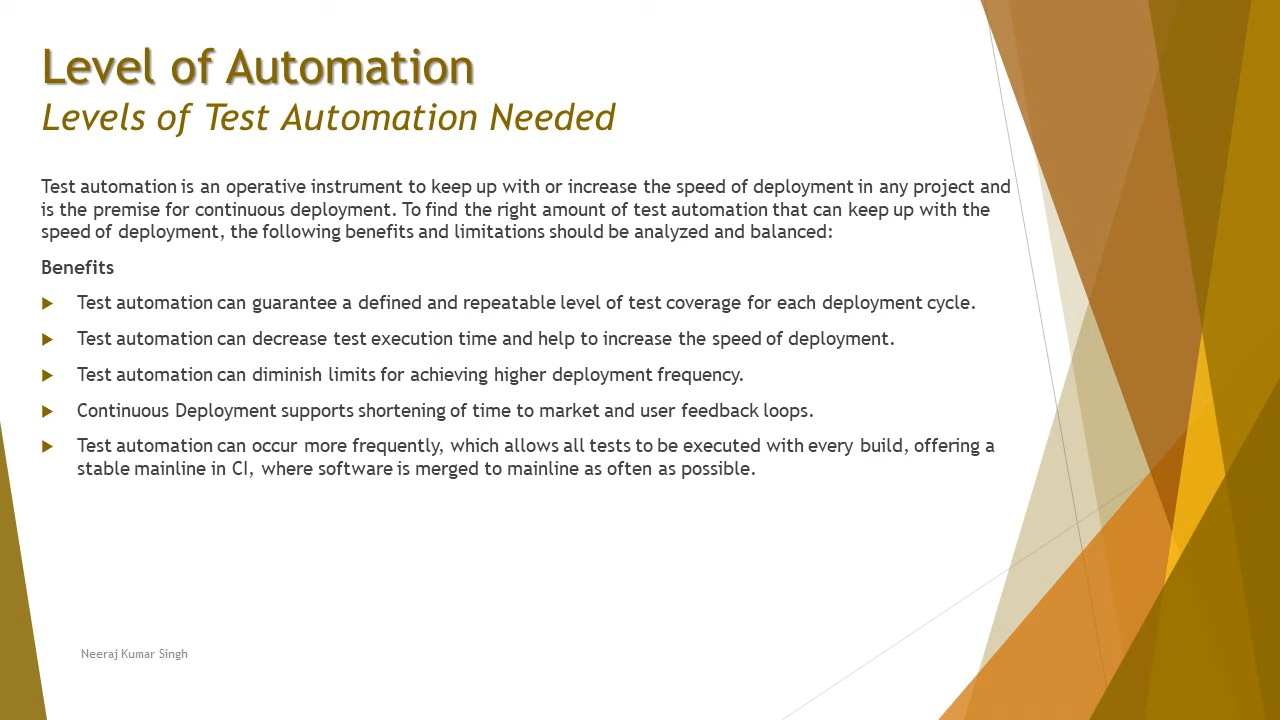 Level of Automation
Levels of Test Automation Needed
Test automation is an operative instrument to keep up with or increase the speed of deployment in any project and
is the premise for continuous deployment. To find the right amount of test automation that can keep up with the
speed of deployment, the following benefits and limitations should be analyzed and balanced:
Benefits
Test automation can guarantee a defined and repeatable level of test coverage for each deployment cycle.
Test automation can decrease test execution time and help to increase the speed of deployment.
Test automation can diminish limits for achieving higher deployment frequency.
Continuous Deployment supports shortening of time to market and user feedback loops.
Test automation can occur more frequently, which allows all tests to be executed with every build, offering a
stable mainline in CI, where software is merged to mainline as often as possible.
Neeraj Kumar Singh